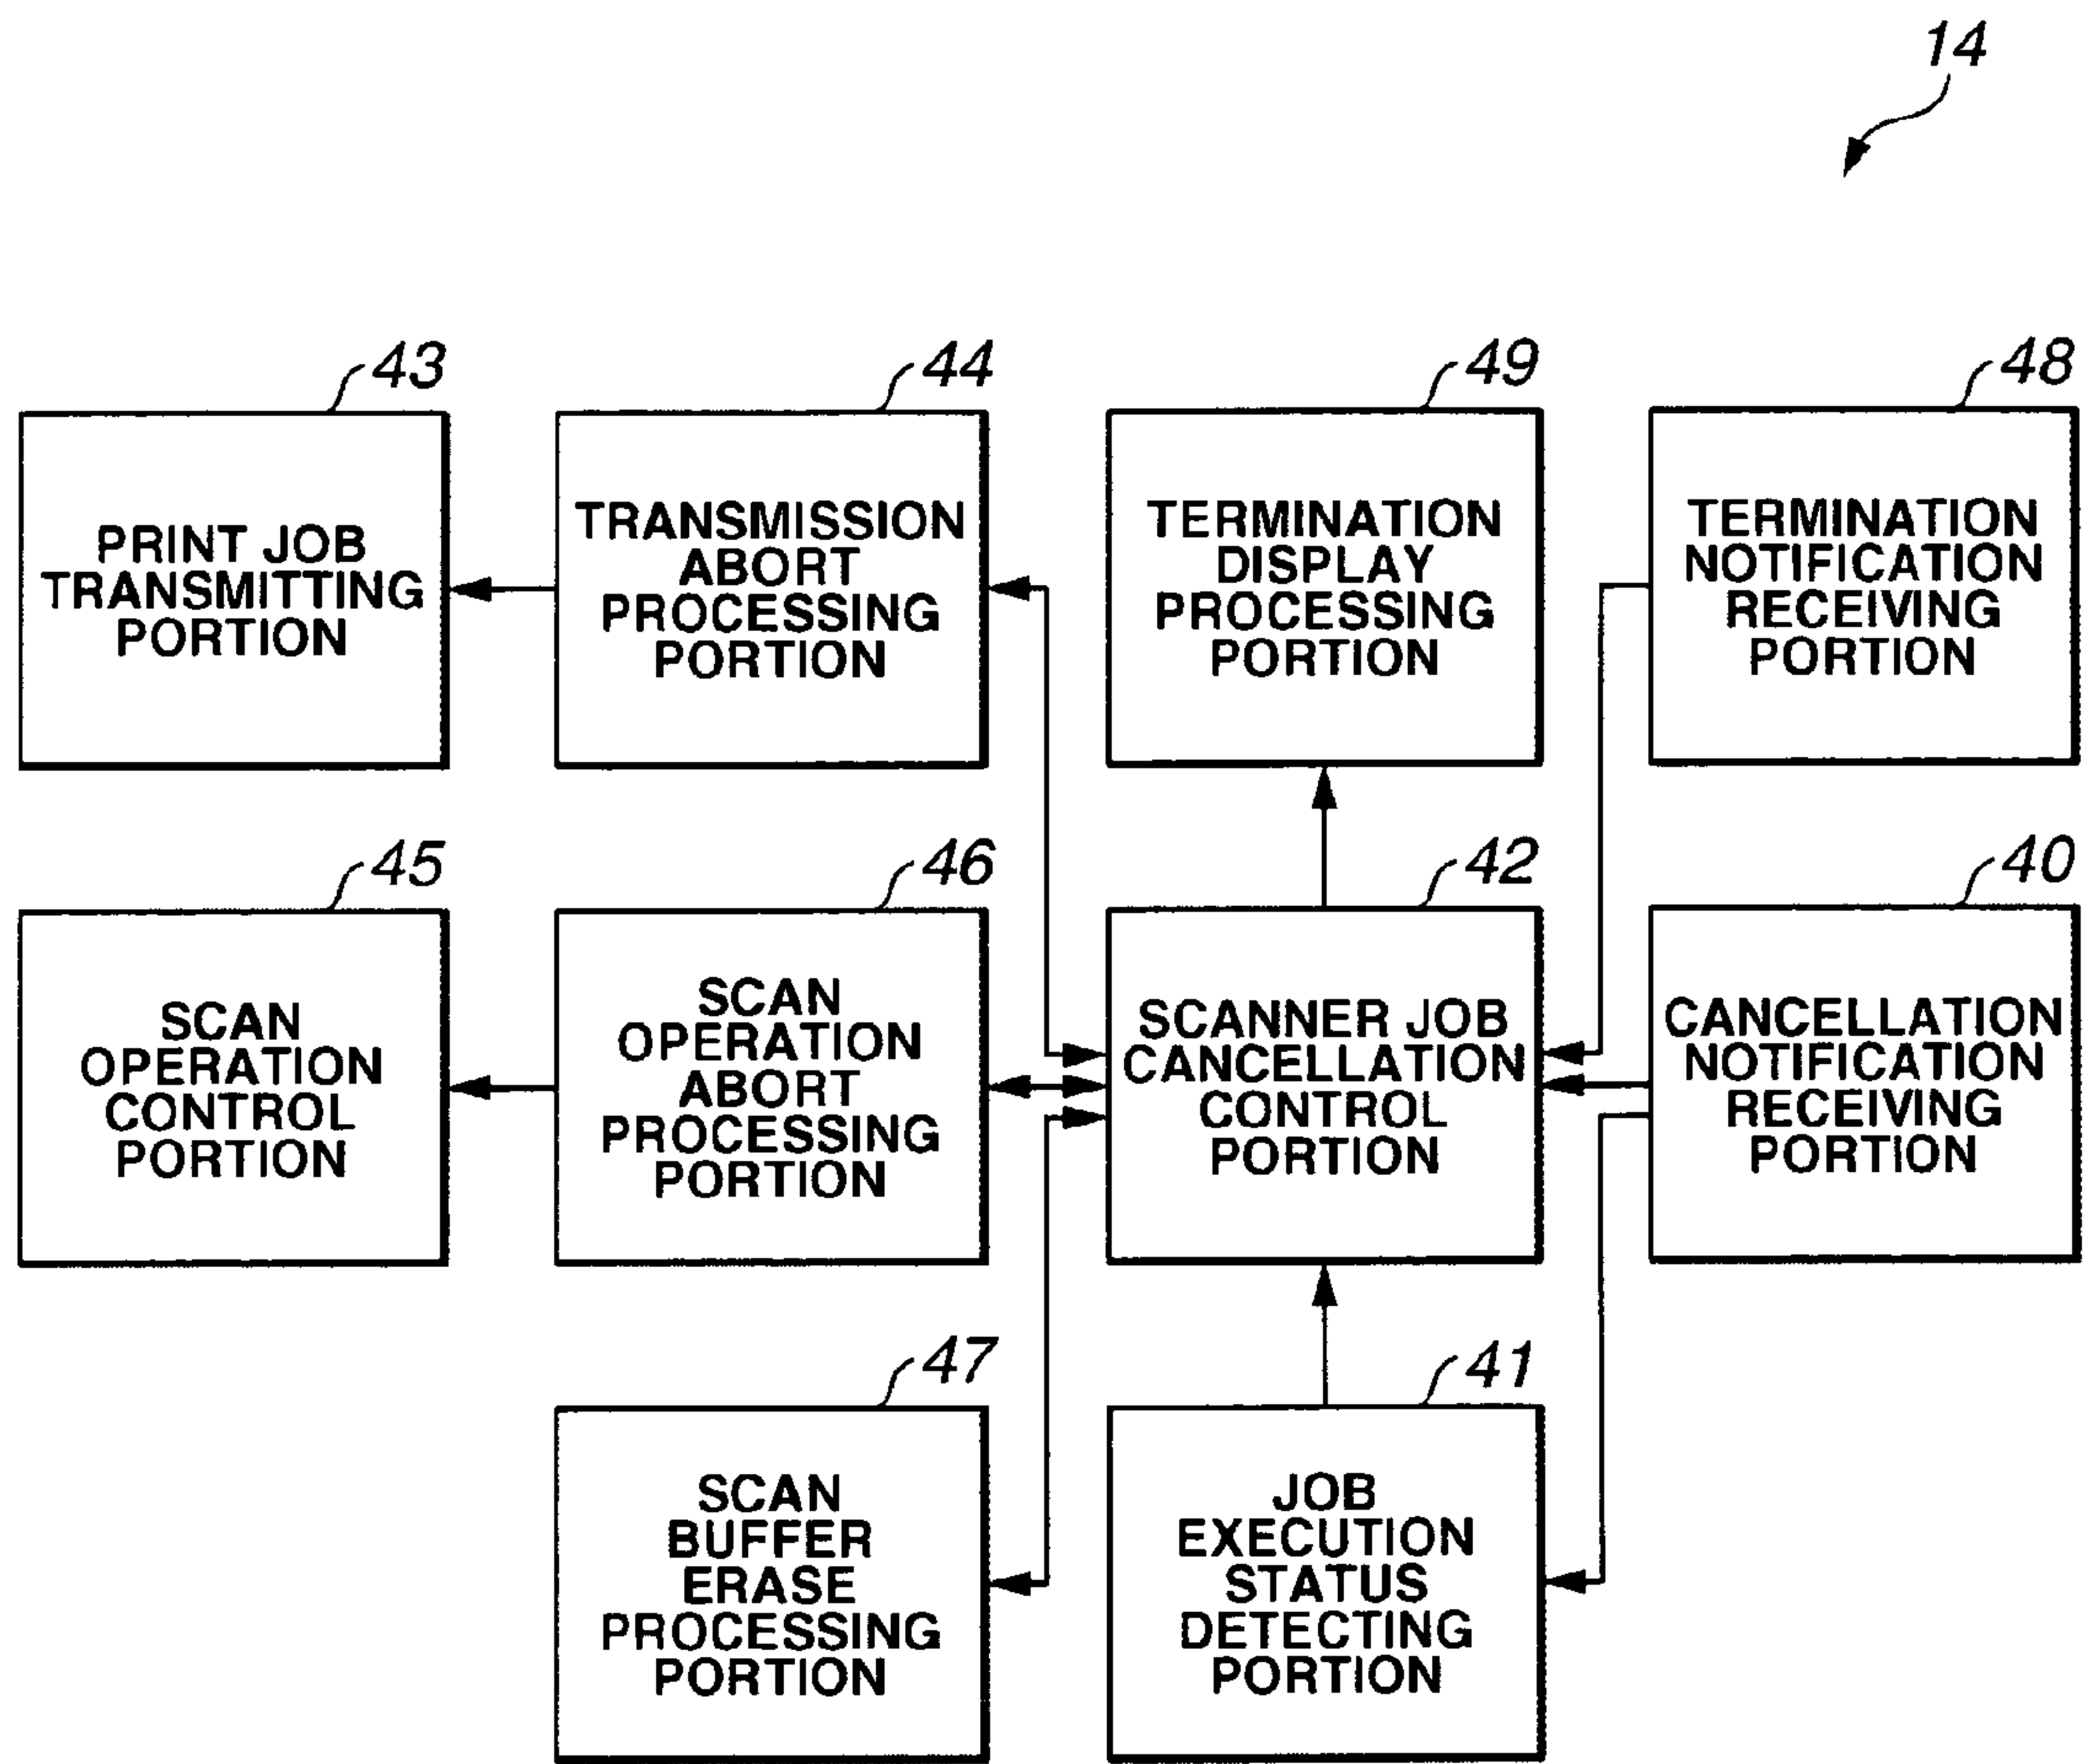 14
43
PRINT JOB
TRANSMITTING
PORTION
44
TRANSMISSION
ABORT
PROCESSING
PORTION
49
TERMINATION
DISPLAY
PROCESSING
PORTION
48
TERMINATION
NOTIFICATION
RECEIVING
PORTION
45
SCAN
OPERATION
CONTROL
PORTION
46
SCAN
OPERATION
ABORT
PROCESSING
PORTION
42
SCANNER JOB
CANCELLATION
CONTROL
PORTION
40
CANCELLATION
NOTIFICATION
RECEIVING
PORTION
47
SCAN
BUFFER
ERASE
PROCESSING
PORTION
41
JOB
EXECUTION
STATUS
DETECTING
PORTION